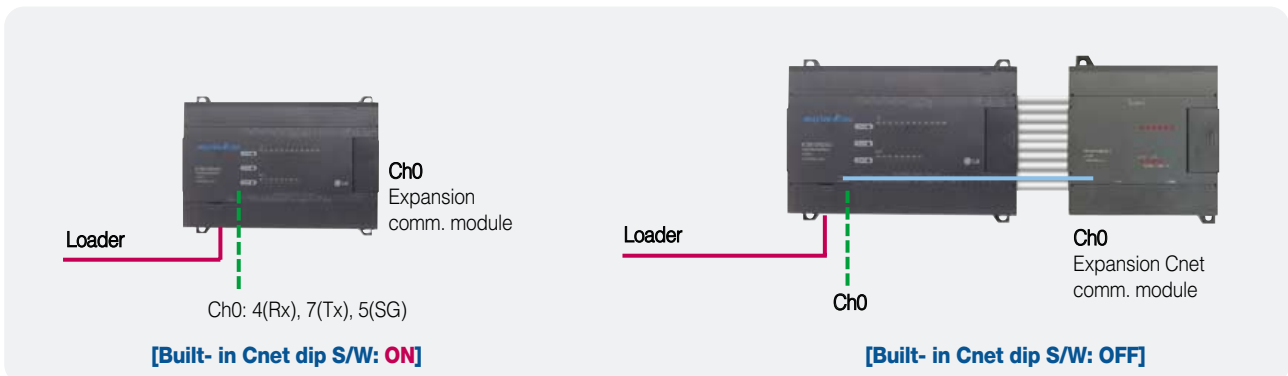 Ch0
Expansion
comm. module
Loader
Ch0: 4(Rx), 7(Tx), 5(SG)
[Built- in Cnet dip S/W: ON]
Loader
Ch0
Ch0
Expansion Cnet
comm. module
[Built- in Cnet dip S/W: OFF]